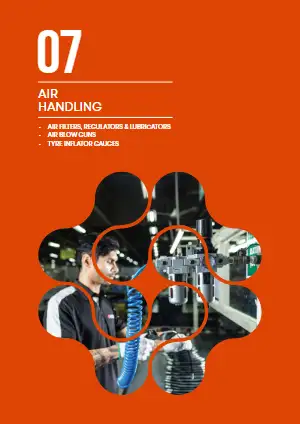 07
AIR
HANDLING
- AIR FILTERS, REGULATORS & LUBRICATORS
- AIR BLOW GUNS
- TYRE INFLATOR GAUGES